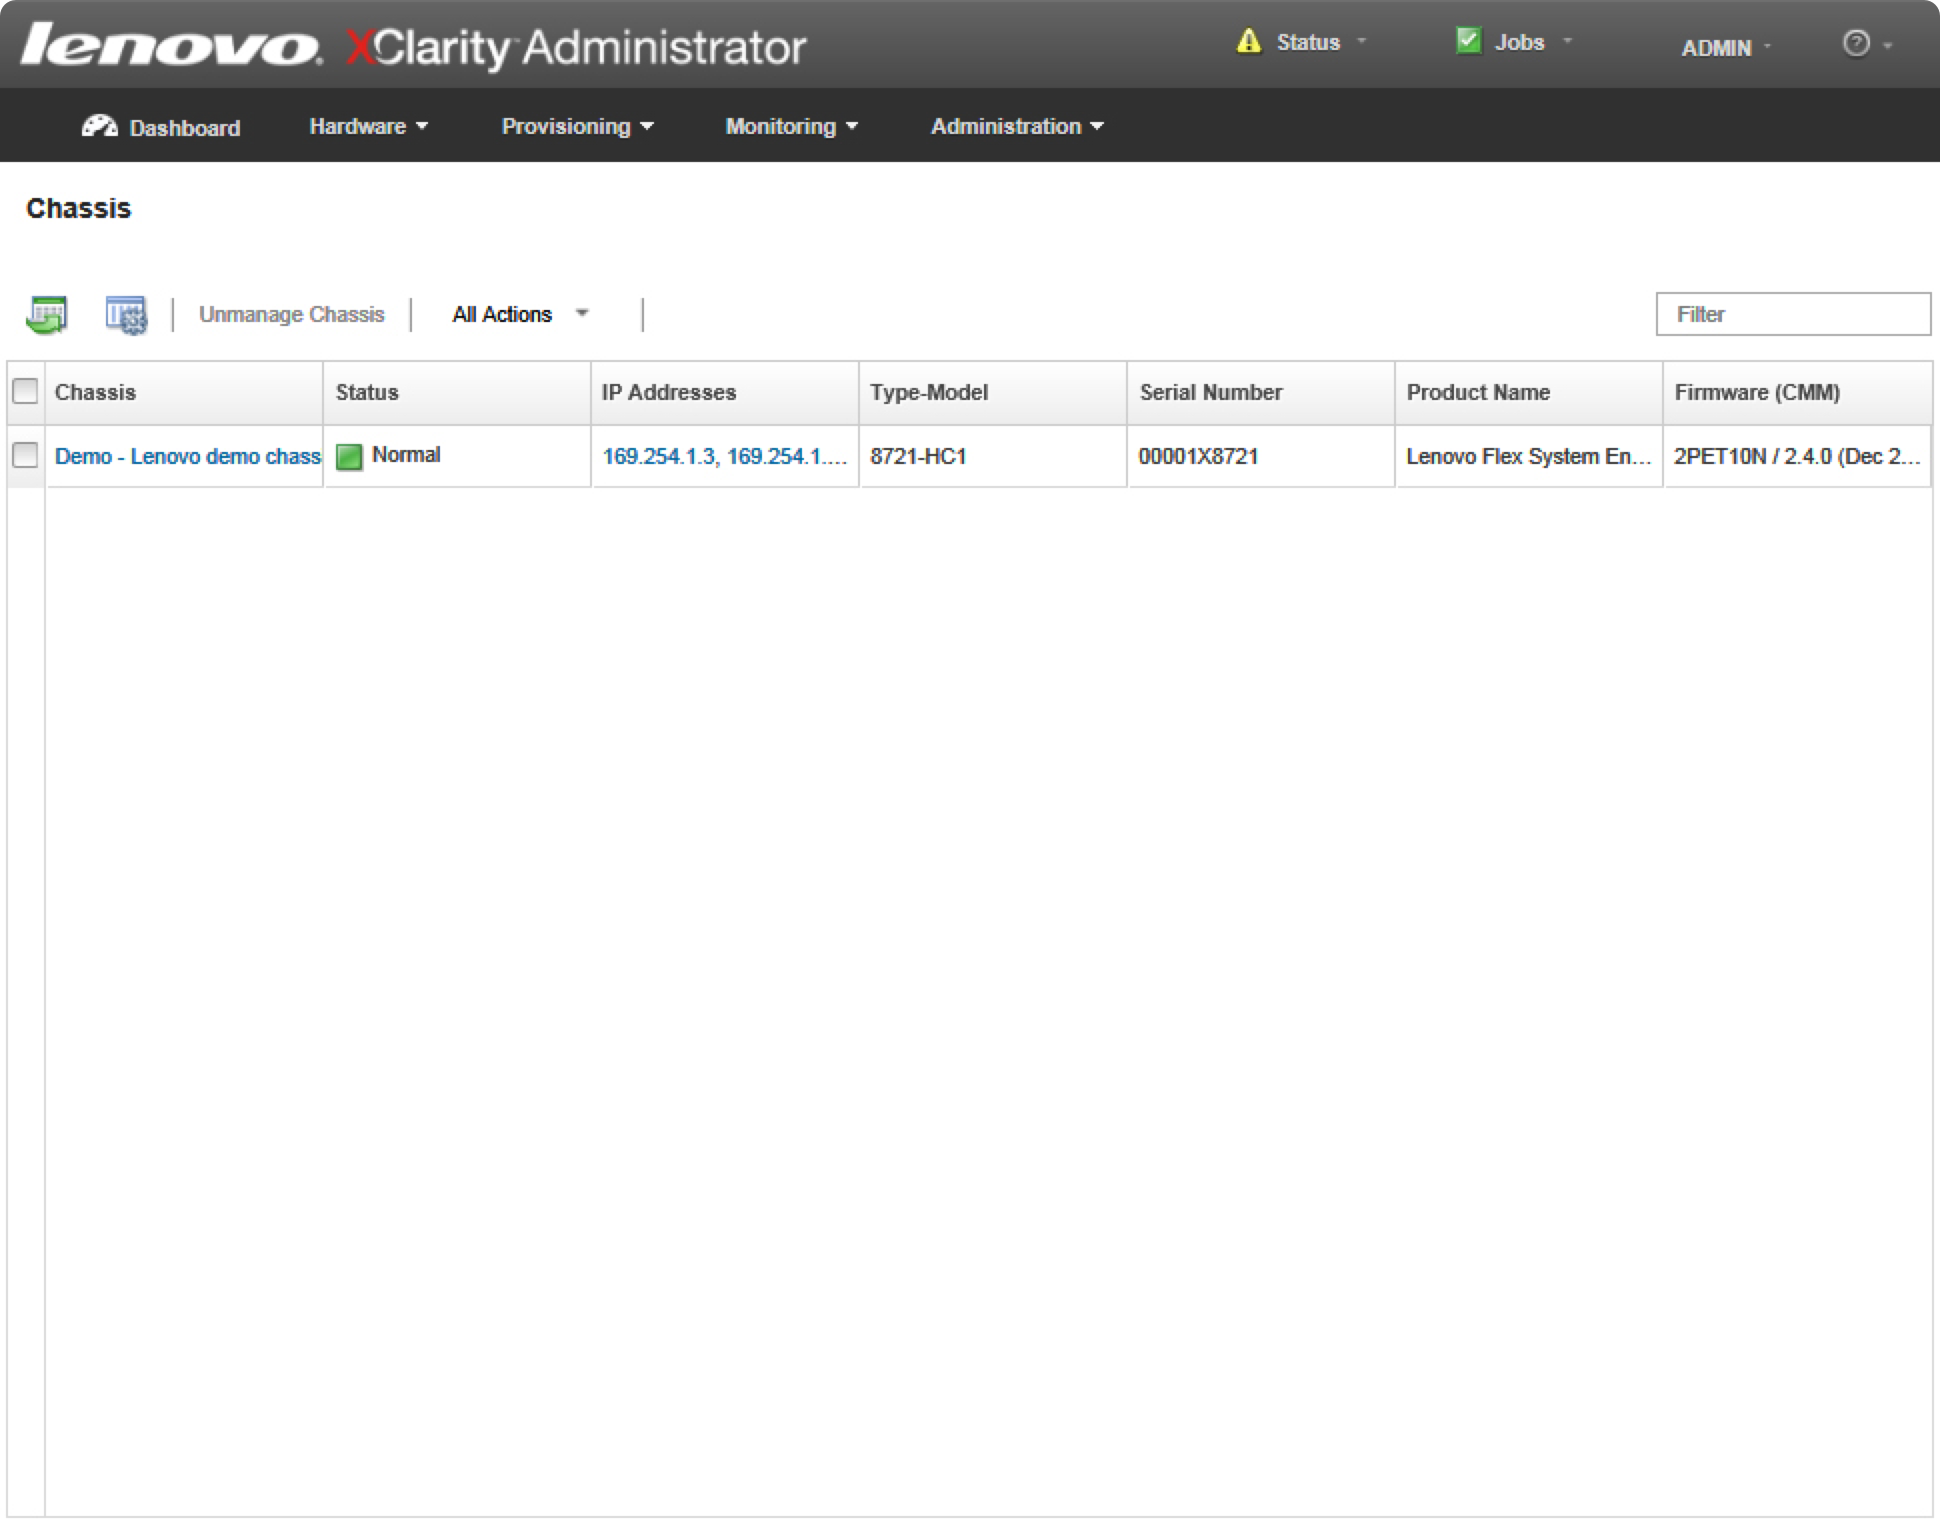 lenovo. XClarity Administrator
Status
Jobs
ADMIN
Dashboard
Hardware
Provisioning
Monitoring
Administration
Chassis
Unmanage Chassis
All Actions
Filter
Chassis
Status
IP Addresses
Type-Model
Serial Number
Product Name
Firmware (CMM)
Demo - Lenovo demo chass
Normal
169.254.1.3, 169.254.1....
8721-HC1
00001X8721
Lenovo Flex System En...
2PET10N / 2.4.0 (Dec 2...